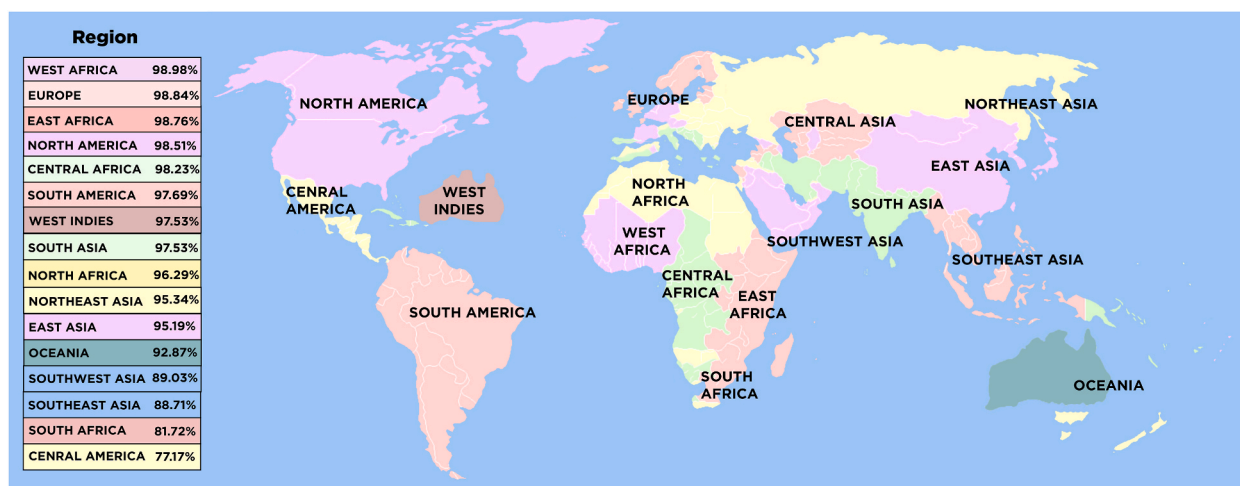 Region
WEST AFRICA 98.98%
EUROPE 98.84%
EAST AFRICA 98.76%
NORTH AMERICA 98.51%
CENTRAL AFRICA 98.23%
SOUTH AMERICA 97.69%
WEST INDIES 97.53%
SOUTH ASIA 97.53%
NORTH AFRICA 96.29%
NORTHEAST ASIA 95.34%
EAST ASIA 95.19%
OCEANIA 92.87%
SOUTHWEST ASIA 89.03%
SOUTHEAST ASIA 88.71%
SOUTH AFRICA 81.72%
CENRAL AMERICA 77.17%
NORTH AMERICA
EUROPE
NORTHEAST ASIA
CENTRAL ASIA
EAST ASIA
CENRAL
AMERICA
WEST
INDIES
NORTH
AFRICA
SOUTH ASIA
WEST
AFRICA
SOUTHWEST ASIA
SOUTHEAST ASIA
CENTRAL
AFRICA
EAST
AFRICA
SOUTH AMERICA
SOUTH
AFRICA
OCEANIA